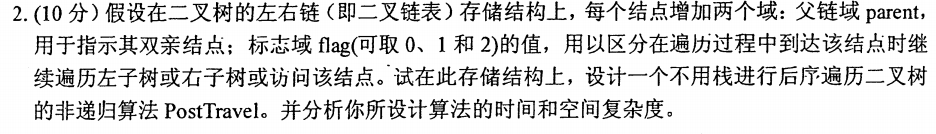 2. (10 分) 假设在二叉树的左右链（即二叉链表）存储结构上，每个结点增加两个域：父链域 parent，
用于指示其双亲结点；标志域 flag(可取 0、1 和 2)的值，用以区分在遍历过程中到达该结点时继
续遍历左子树或右子树或访问该结点。试在此存储结构上，设计一个不用栈进行后序遍历二叉树
的非递归算法 PostTravel。并分析你所设计算法的时间和空间复杂度。